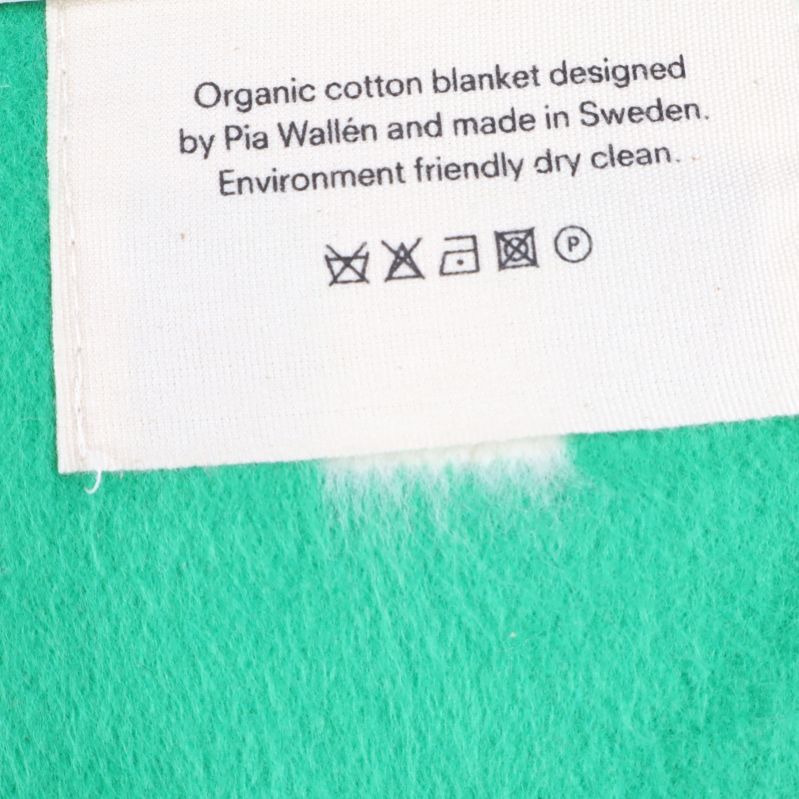 Organic cotton blanket designed
by Pia Wallén and made in Sweden.
Environment friendly dry clean.
P